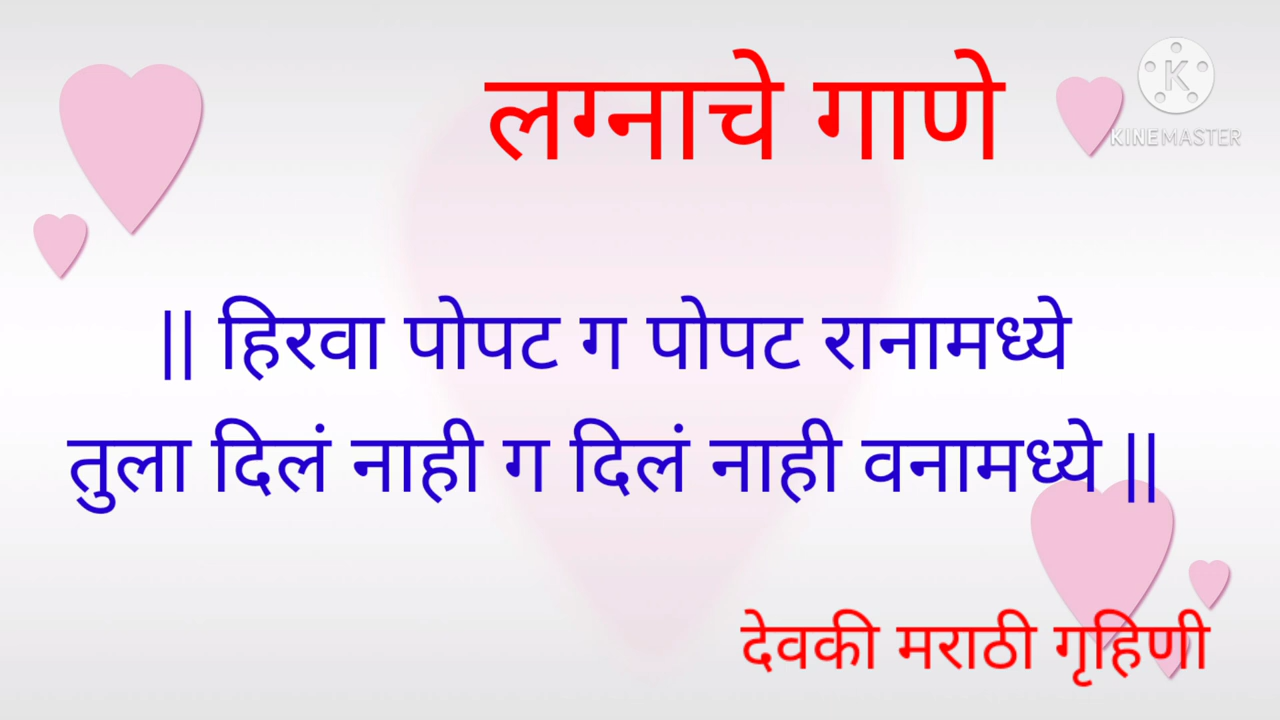 लग्नाचे गाणे
KINEMASTER
|| हिरवा पोपट ग पोपट रानामध्ये
तुला दिलं नाही ग दिलं नाही वनामध्ये ||
देवकी मराठी गृहिणी